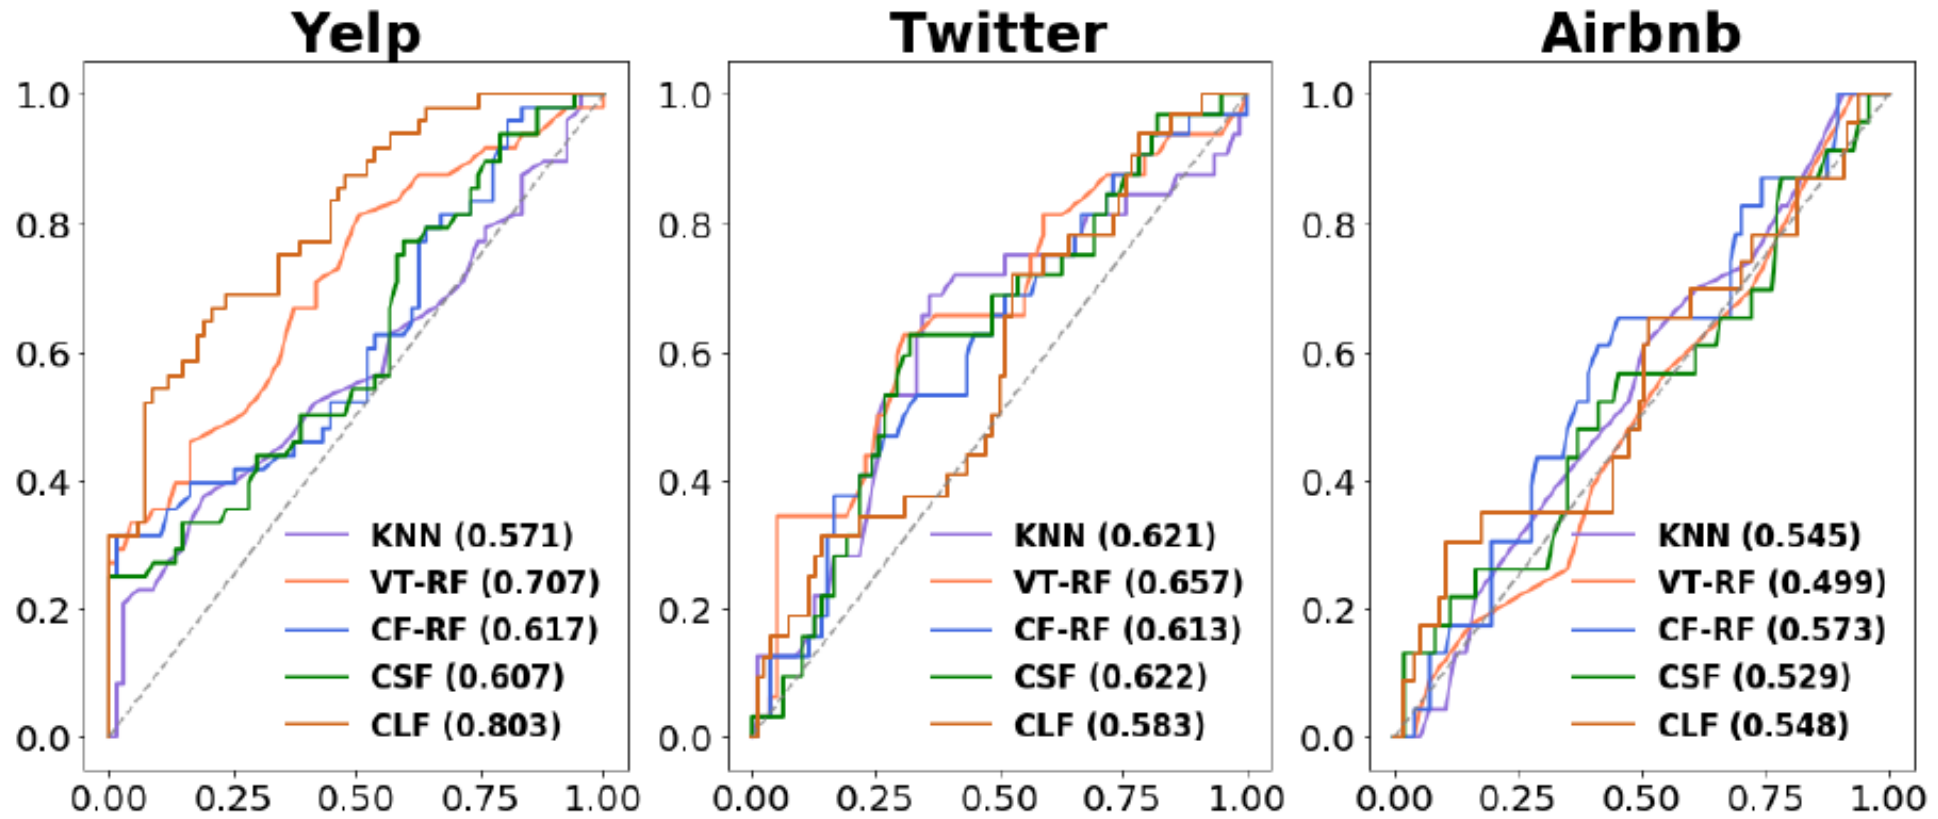 Yelp
1.0
0.8
0.6
0.4
0.2
0.0
KNN (0.571)
VT-RF (0.707)
CF-RF (0.617)
CSF (0.607)
CLF (0.803)
0.00 0.25 0.50 0.75 1.00
Twitter
1.0
0.8
0.6
0.4
0.2
0.0
KNN (0.621)
VT-RF (0.657)
CF-RF (0.613)
CSF (0.622)
CLF (0.583)
0.00 0.25 0.50 0.75 1.00
Airbnb
1.0
0.8
0.6
0.4
0.2
0.0
KNN (0.545)
VT-RF (0.499)
CF-RF (0.573)
CSF (0.529)
CLF (0.548)
0.00 0.25 0.50 0.75 1.00